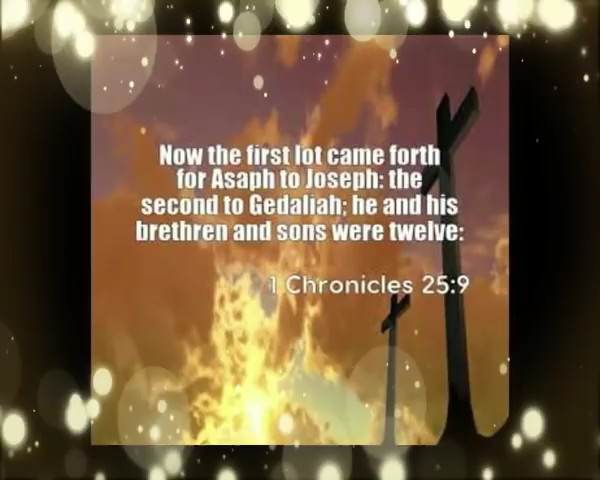 Now the first lot came forth
for Asaph to Joseph: the
second to Gedaliah; he and his
brethren and sons were twelve:
1 Chronicles 25:9